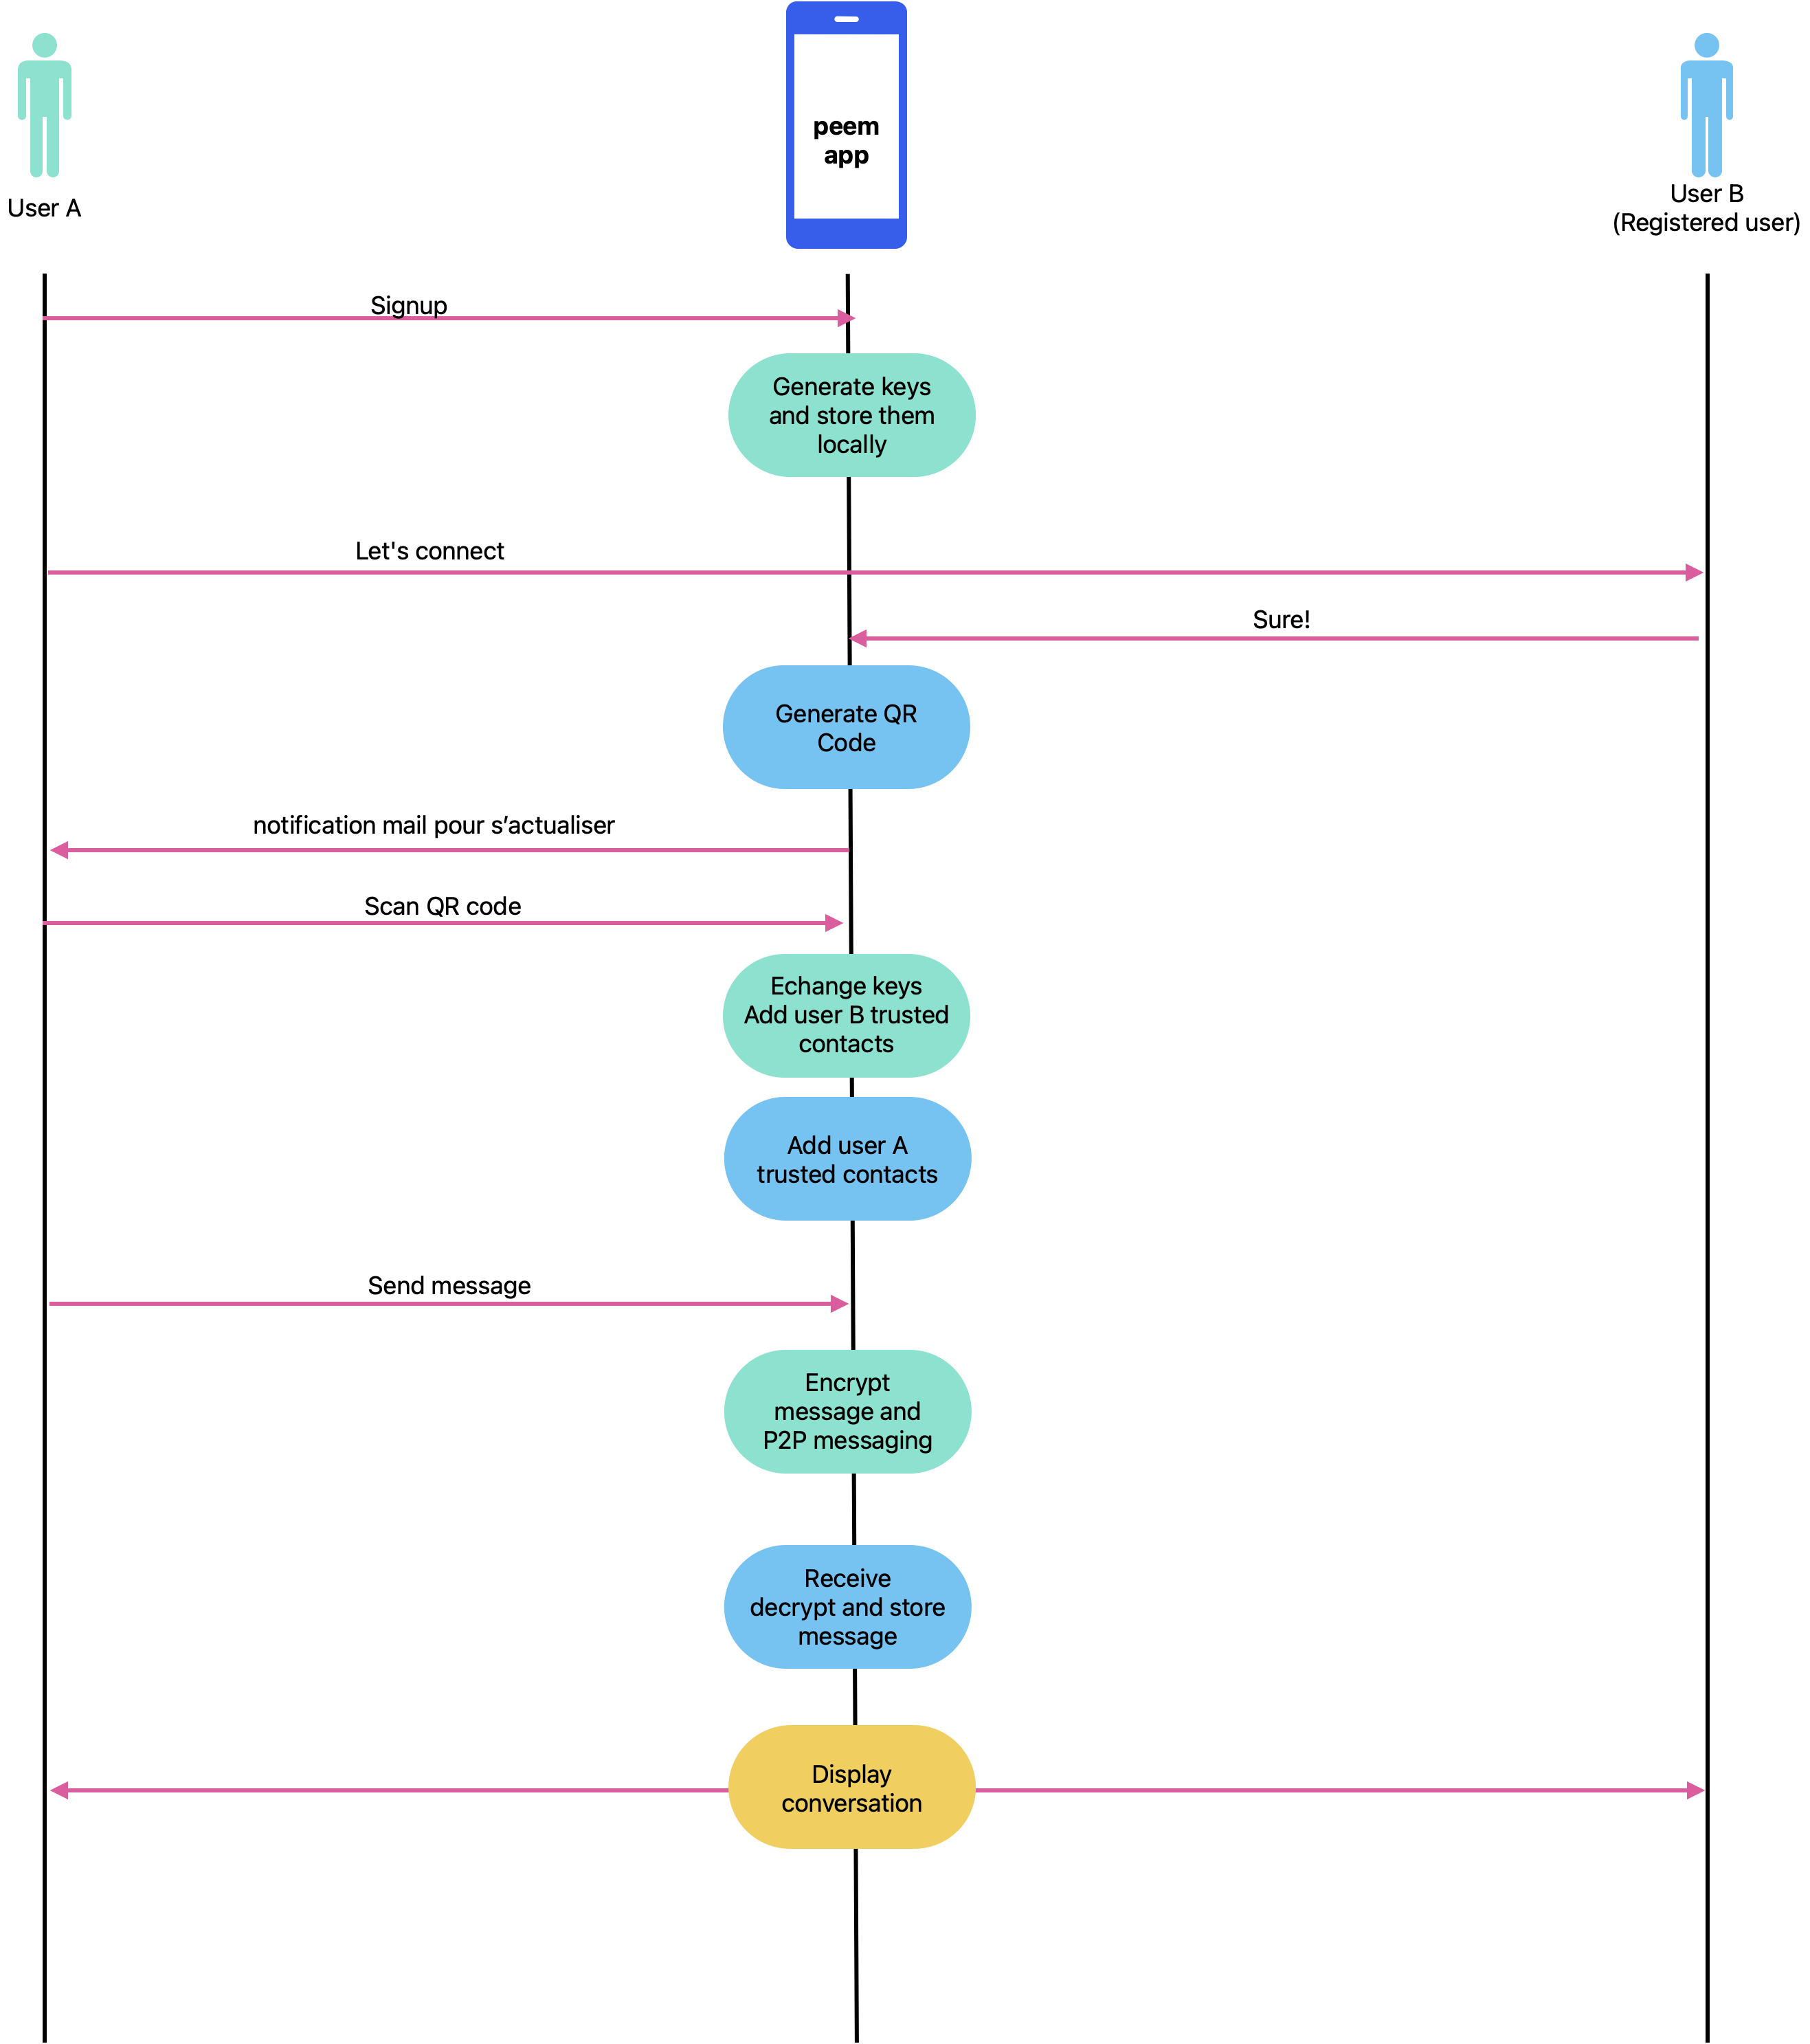 peem
app
User A
User B
(Registered user)
Signup
Generate keys
and store them
locally
Let's connect
Sure!
Generate QR
Code
notification mail pour s’actualiser
Scan QR code
Echange keys
Add user B trusted
contacts
Add user A
trusted contacts
Send message
Encrypt
message and
P2P messaging
Receive
decrypt and store
message
Display
conversation